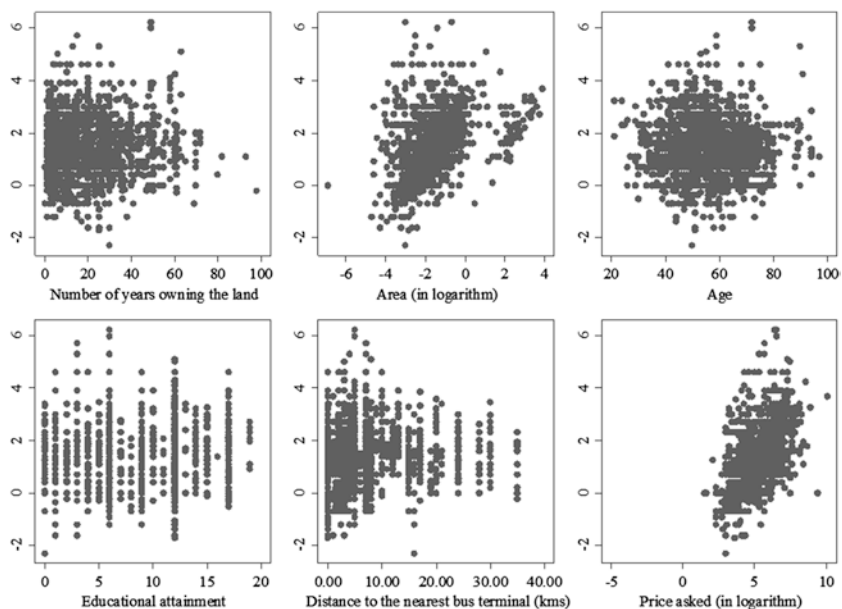 6
4
2
0
-2
0 20 40 60 80 100
Number of years owning the land
6
4
2
0
-2
-6 -4 -2 0 2 4
Area (in logarithm)
6
4
2
0
-2
20 40 60 80 100
Age
6
4
2
0
-2
0 5 10 15 20
Educational attainment
6
4
2
0
-2
0.00 10.00 20.00 30.00 40.00
Distance to the nearest bus terminal (kms)
6
4
2
0
-2
-5 0 5 10
Price asked (in logarithm)